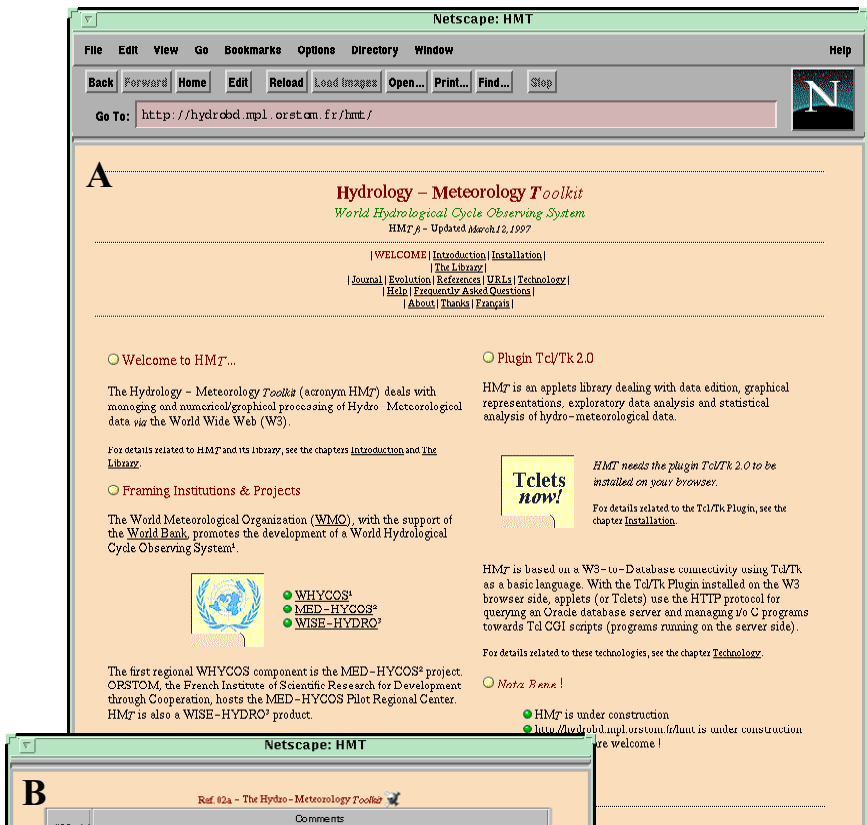 Netscape: HMT
File Edit View Go Bookmarks Options Directory Window Help
Back Forward Home Edit Reload Load Images Open... Print... Find... Stop
N
Go To: http://hydrobd.mpl.orstom.fr/hmt/
A
Hydrology – Meteorology Toolkit
World Hydrological Cycle Observing System
HMT β – Updated March 12, 1997
| WELCOME | Introduction | Installation |
| The Library |
| Journal | Evolution | References | URLs | Technology |
| Help | Frequently Asked Questions |
| About | Thanks | Français |
Welcome to HMT...
The Hydrology – Meteorology Toolkit (acronym HMT) deals with
managing and numerical/graphical processing of Hydro–Meteorological
data via the World Wide Web (W3).
For details related to HMT and its library, see the chapters Introduction and The
Library.
Framing Institutions & Projects
The World Meteorological Organization (WMO), with the support of
the World Bank, promotes the development of a World Hydrological
Cycle Observing System¹.
WHYCOS¹
MED–HYCOS²
WISE–HYDRO³
The first regional WHYCOS component is the MED–HYCOS² project.
ORSTOM, the French Institute of Scientific Research for Development
through Cooperation, hosts the MED–HYCOS Pilot Regional Center.
HMT is also a WISE–HYDRO³ product.
Plugin Tcl/Tk 2.0
HMT is an applets library dealing with data edition, graphical
representations, exploratory data analysis and statistical
analysis of hydro–meteorological data.
Tclets
now!
HMT needs the plugin Tcl/Tk 2.0 to be
installed on your browser.
For details related to the Tcl/Tk Plugin, see the
chapter Installation.
HMT is based on a W3–to–Database connectivity using Tcl/Tk
as a basic language. With the Tcl/Tk Plugin installed on the W3
browser side, applets (or Tclets) use the HTTP protocol for
querying an Oracle database server and managing i/o C programs
towards Tcl CGI scripts (programs running on the server side).
For details related to these technologies, see the chapter Technology.
Nota Bene !
HMT is under construction
http://hydrobd.mpl.orstom.fr/hmt is under construction
are welcome !
Netscape: HMT
B
Ref. 02a – The Hydro–Meteorology Toolkit
Comments